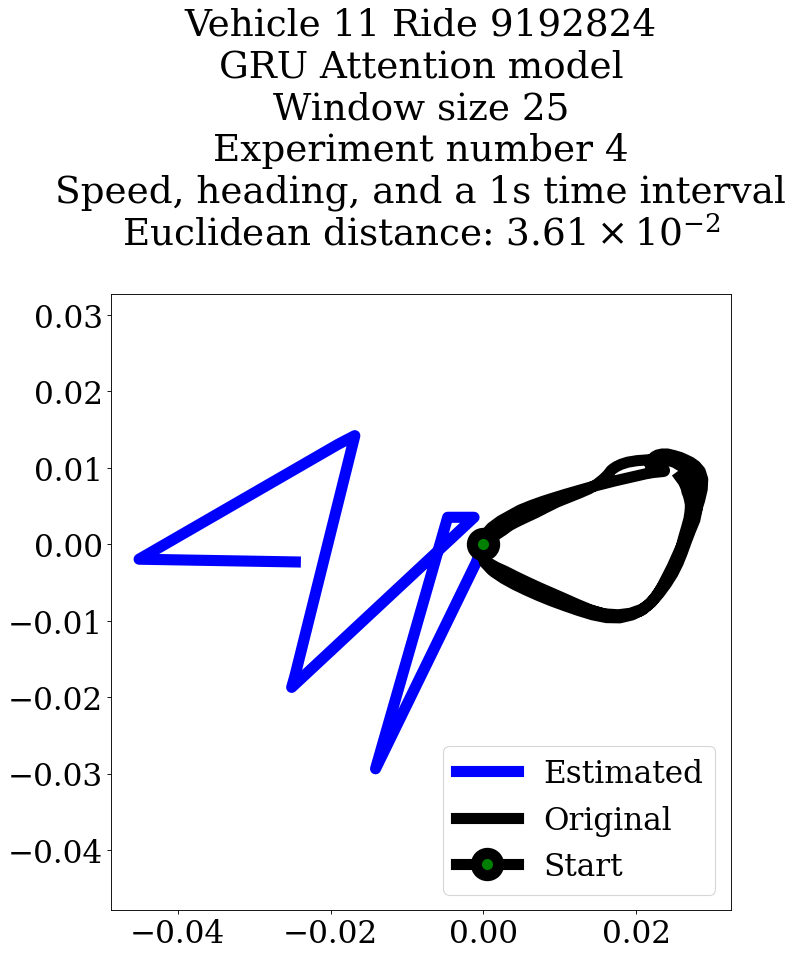 Vehicle 11 Ride 9192824
GRU Attention model
Window size 25
Experiment number 4
Speed, heading, and a 1s time interval
Euclidean distance: 3.61 × 10⁻²
0.03
0.02
0.01
0.00
−0.01
−0.02
−0.03
−0.04
Estimated
Original
Start
−0.04 −0.02 0.00 0.02